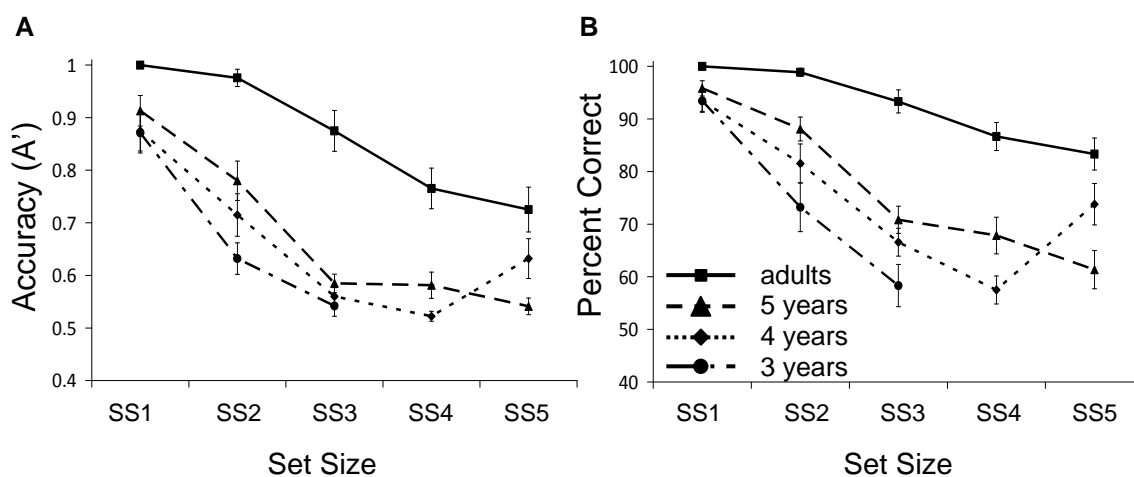 A
Accuracy (A')
1
0.9
0.8
0.7
0.6
0.5
0.4
SS1 SS2 SS3 SS4 SS5
Set Size
B
Percent Correct
100
90
80
70
60
50
40
adults
5 years
4 years
3 years
SS1 SS2 SS3 SS4 SS5
Set Size